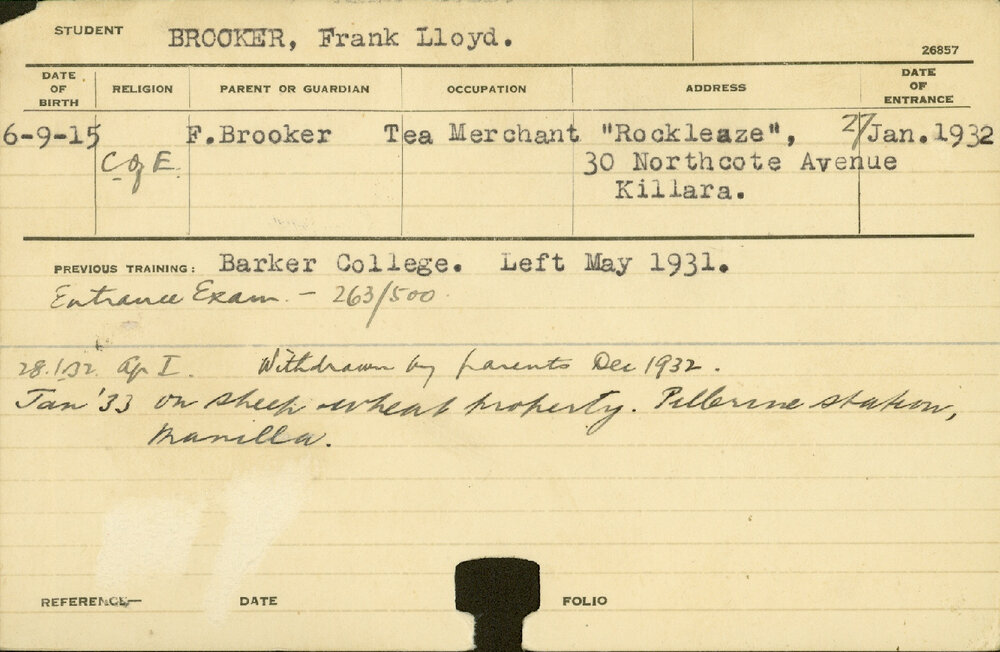 STUDENT BROOKER, Frank Lloyd.
26857
DATE OF BIRTH RELIGION PARENT OR GUARDIAN OCCUPATION ADDRESS DATE OF ENTRANCE
6-9-15 F.Brooker Tea Merchant "Rockleaze", 27 Jan. 1932
C of E. 30 Northcote Avenue
Killara.
PREVIOUS TRAINING: Barker College. Left May 1931.
Entrance Exam. - 263/500.
28.1.32. Ag I. Withdrawn by parents Dec 1932.
Jan '33 on sheep-wheat property. station,
Manilla.
REFERENCE DATE FOLIO